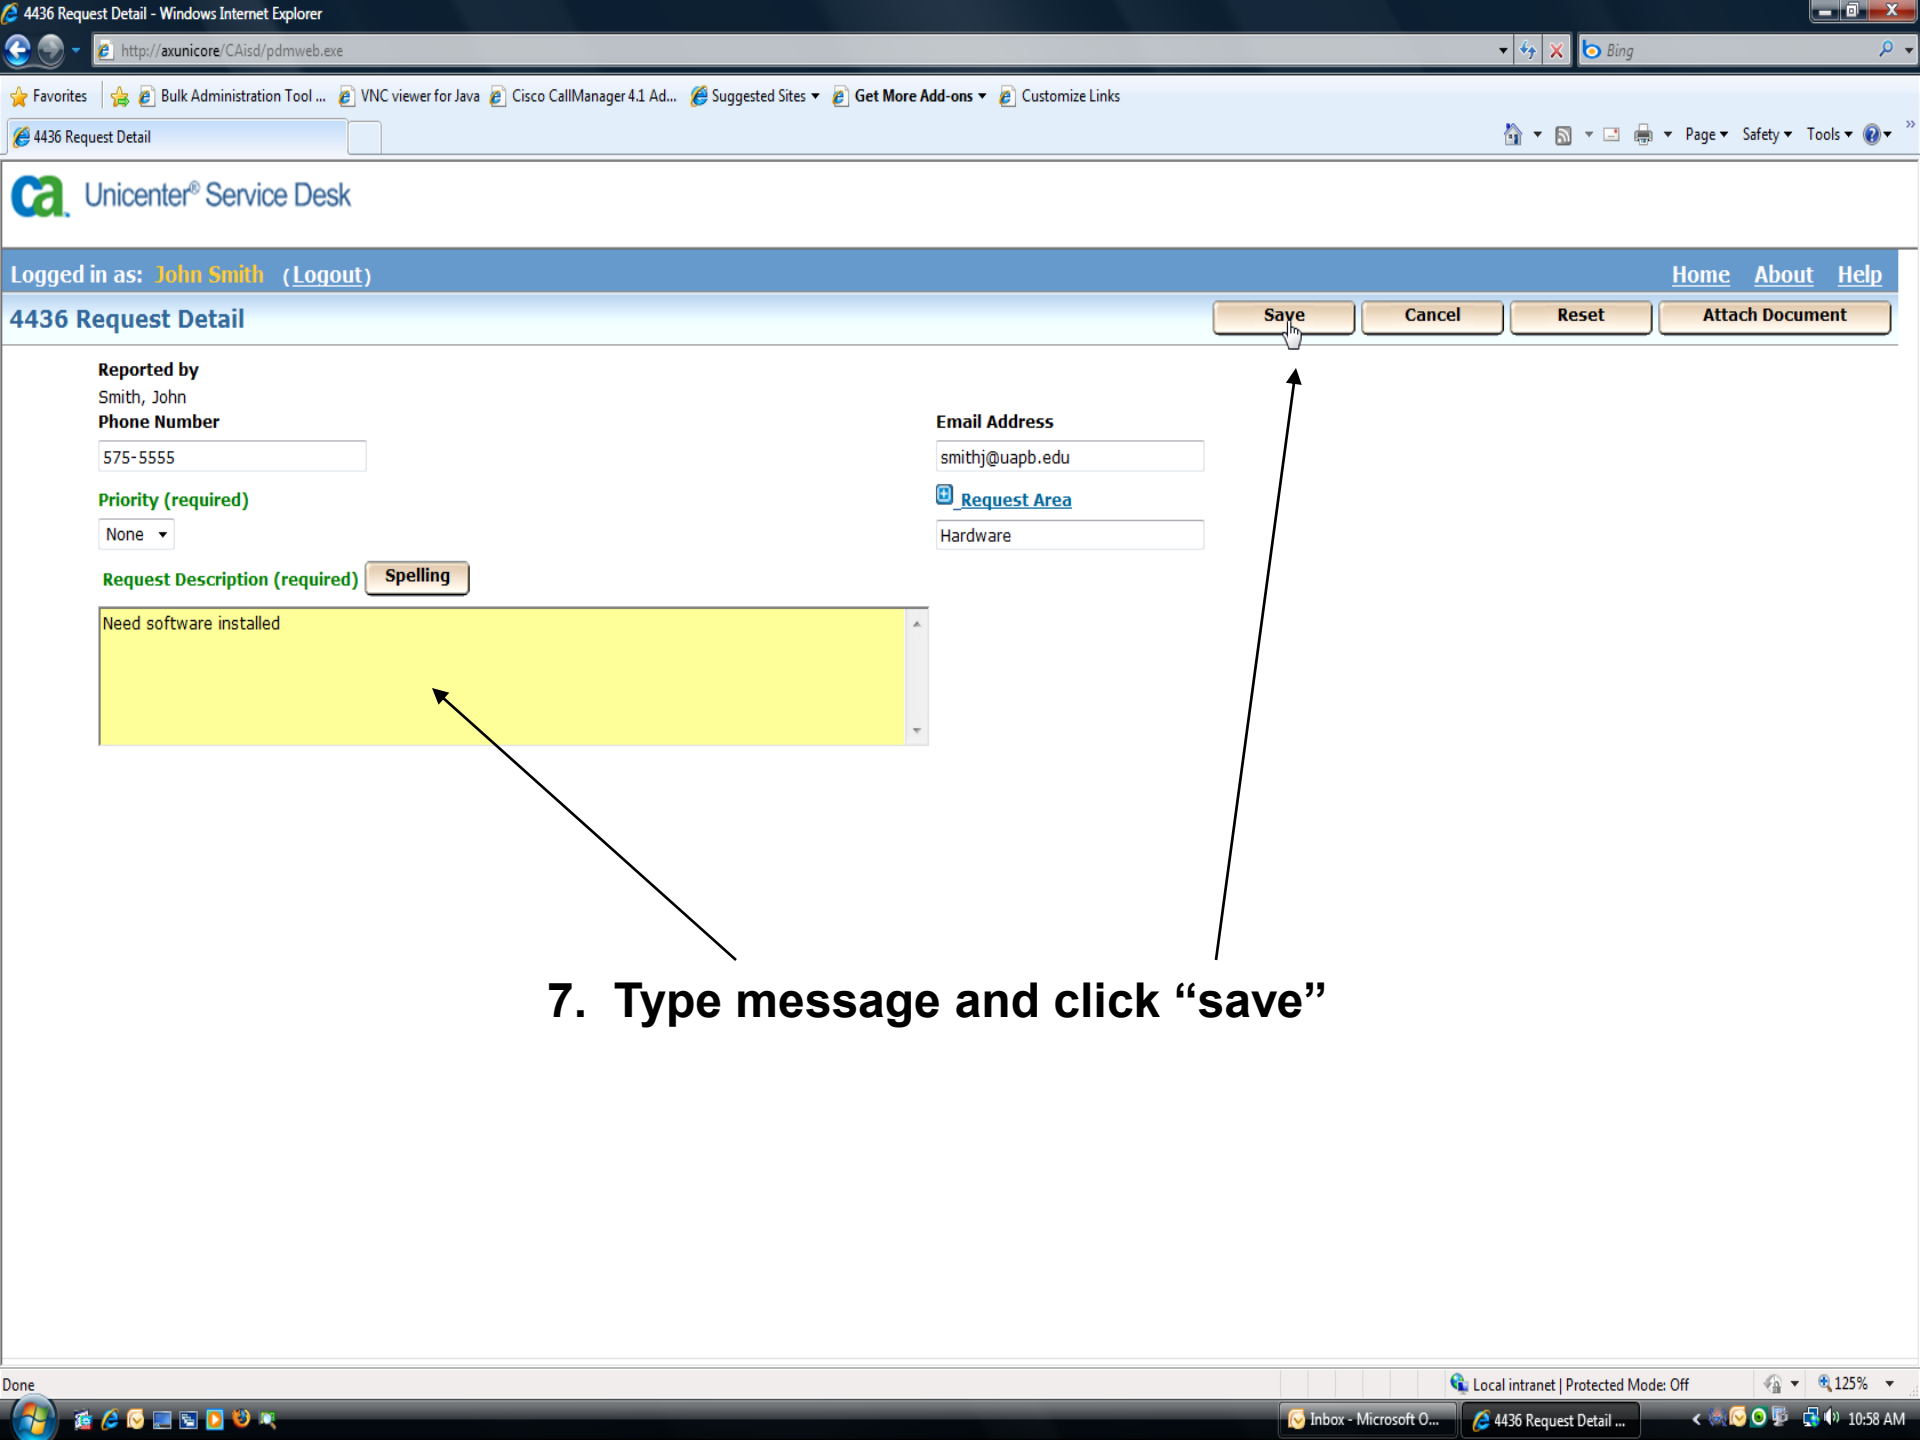 4436 Request Detail - Windows Internet Explorer
http://axunicore/CAisd/pdmweb.exe
Bing
Favorites Bulk Administration Tool ... VNC viewer for Java Cisco CallManager 4.1 Ad... Suggested Sites Get More Add-ons Customize Links
4436 Request Detail
Page Safety Tools
ca. Unicenter® Service Desk
Logged in as: John Smith (Logout) Home About Help
4436 Request Detail Save Cancel Reset Attach Document
Reported by
Smith, John
Phone Number Email Address
575-5555 smithj@uapb.edu
Priority (required) Request Area
None Hardware
Request Description (required) Spelling
Need software installed
7. Type message and click “save”
Done Local intranet | Protected Mode: Off 125%
Inbox - Microsoft O... 4436 Request Detail ... 10:58 AM